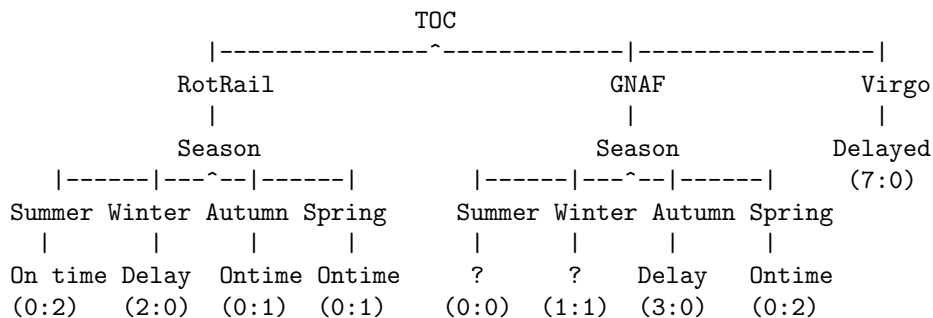 TOC
|---------------^-------------|-----------------|
RotRail GNAF Virgo
| | |
Season Season Delayed
|------|---^--|------| |------|---^--|------| (7:0)
Summer Winter Autumn Spring Summer Winter Autumn Spring
| | | | | | | |
On time Delay Ontime Ontime ? ? Delay Ontime
(0:2) (2:0) (0:1) (0:1) (0:0) (1:1) (3:0) (0:2)